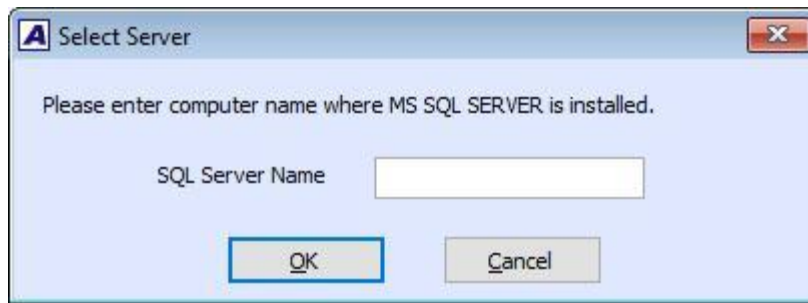 A Select Server
Please enter computer name where MS SQL SERVER is installed.
SQL Server Name
OK Cancel